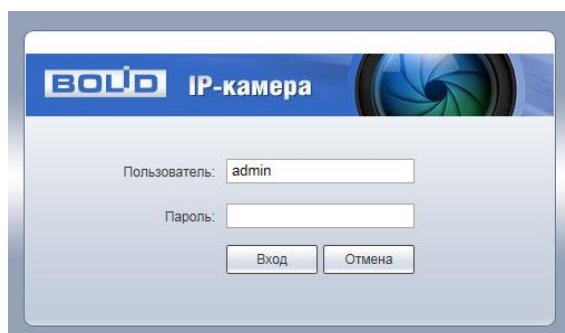 BOLID IP-камера
Пользователь: admin
Пароль:
Вход Отмена